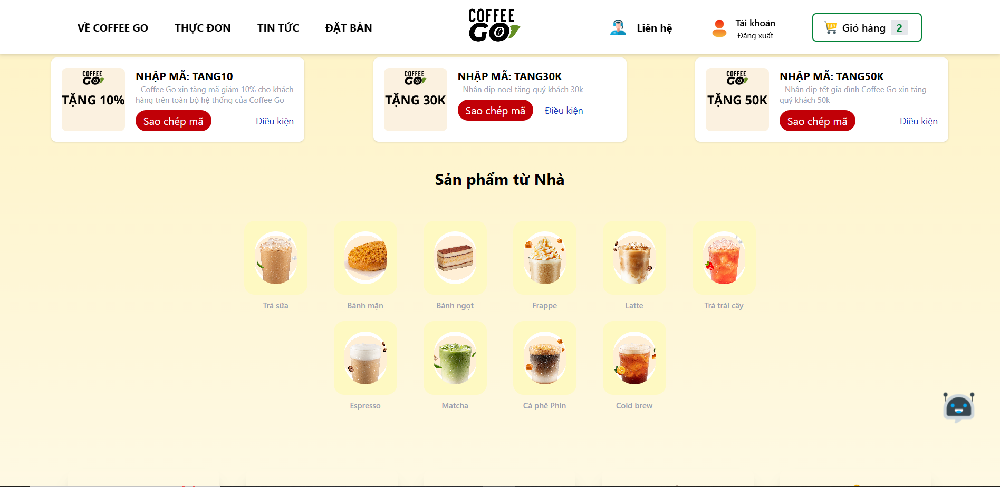 VỀ COFFEE GO
THỰC ĐƠN
TIN TỨC
ĐẶT BÀN
COFFEE
GO
Liên hệ
Tài khoản
Đăng xuất
Giỏ hàng 2
COFFEE
GO
TẶNG 10%
NHẬP MÃ: TANG10
- Coffee Go xin tặng mã giảm 10% cho khách
hàng trên toàn bộ hệ thống của Coffee Go
Sao chép mã
Điều kiện
COFFEE
GO
TẶNG 30K
NHẬP MÃ: TANG30K
- Nhân dịp noel tặng quý khách 30k
Sao chép mã
Điều kiện
COFFEE
GO
TẶNG 50K
NHẬP MÃ: TANG50K
- Nhân dịp tết gia đình Coffee Go xin tặng
quý khách 50k
Sao chép mã
Điều kiện
Sản phẩm từ Nhà
Trà sữa
Bánh mặn
Bánh ngọt
Frappe
Latte
Trà trái cây
Espresso
Matcha
Cà phê Phin
Cold brew